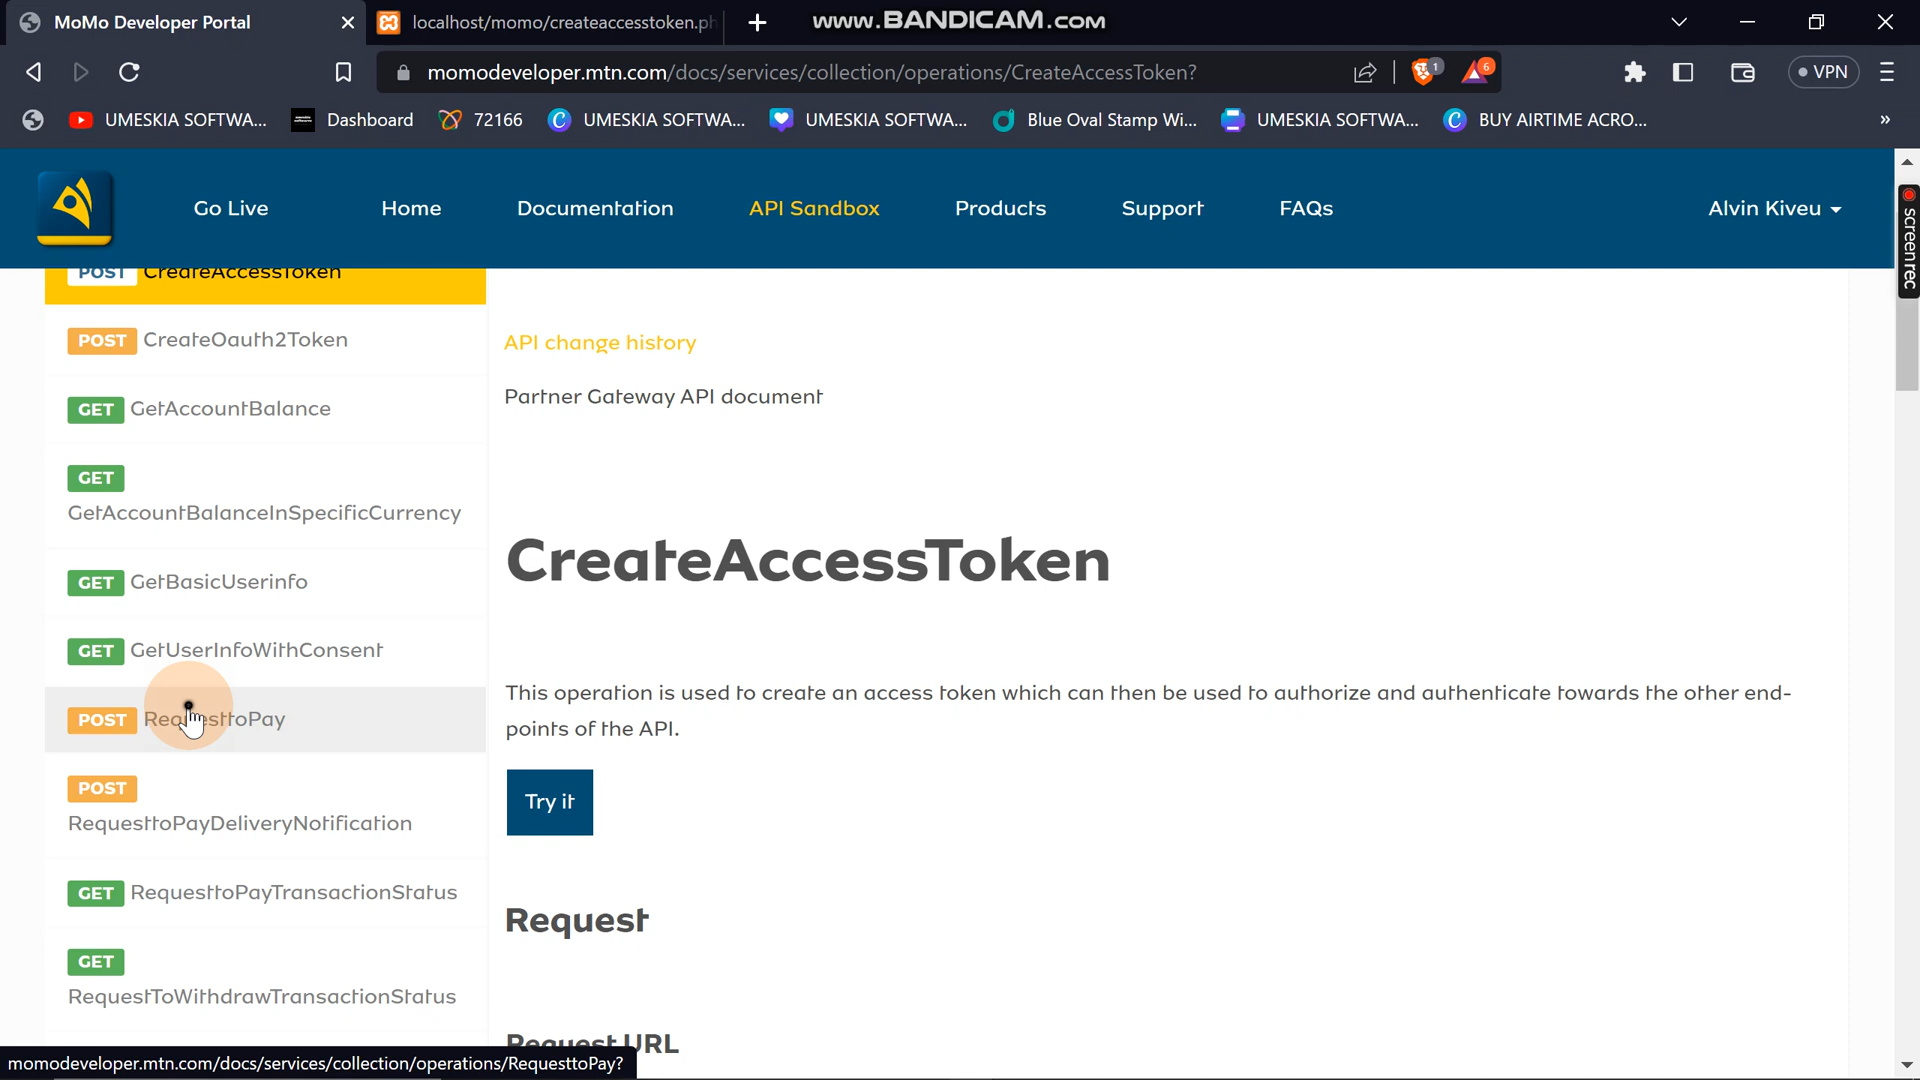 MoMo Developer Portal
localhost/momo/createaccesstoken.ph
www.BANDICAM.com
momodeveloper.mtn.com/docs/services/collection/operations/CreateAccessToken?
1
6
VPN
UMESKIA SOFTWA...
Dashboard
72166
UMESKIA SOFTWA...
UMESKIA SOFTWA...
Blue Oval Stamp Wi...
UMESKIA SOFTWA...
BUY AIRTIME ACRO...
»
Go Live
Home
Documentation
API Sandbox
Products
Support
FAQs
Alvin Kiveu
screenrec
POST CreateAccessToken
POST CreateOauth2Token
GET GetAccountBalance
GET
GetAccountBalanceInSpecificCurrency
GET GetBasicUserinfo
GET GetUserInfoWithConsent
POST RequesttoPay
POST
RequesttoPayDeliveryNotification
GET RequesttoPayTransactionStatus
GET
RequestToWithdrawTransactionStatus
API change history
Partner Gateway API document
CreateAccessToken
This operation is used to create an access token which can then be used to authorize and authenticate towards the other end-
points of the API.
Try it
Request
Request URL
momodeveloper.mtn.com/docs/services/collection/operations/RequesttoPay?